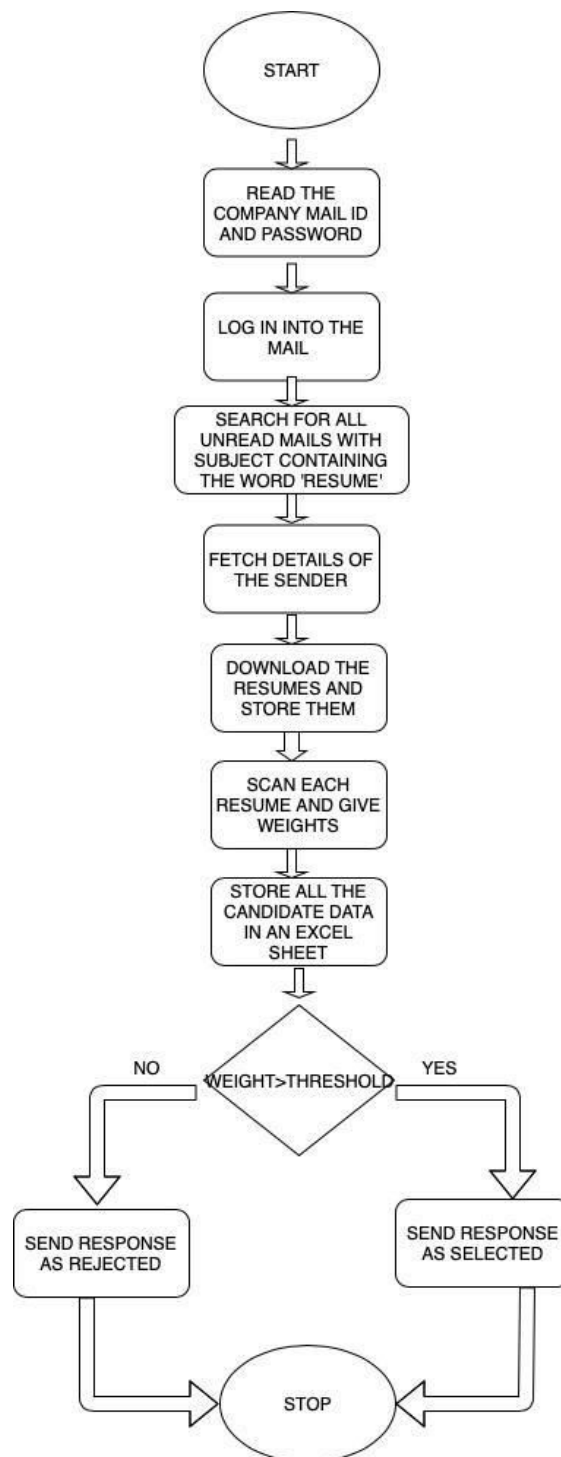 START
READ THE
COMPANY MAIL ID
AND PASSWORD
LOG IN INTO THE
MAIL
SEARCH FOR ALL
UNREAD MAILS WITH
SUBJECT CONTAINING
THE WORD 'RESUME'
FETCH DETAILS OF
THE SENDER
DOWNLOAD THE
RESUMES AND
STORE THEM
SCAN EACH
RESUME AND GIVE
WEIGHTS
STORE ALL THE
CANDIDATE DATA
IN AN EXCEL
SHEET
NO
WEIGHT>THRESHOLD
YES
SEND RESPONSE
AS REJECTED
SEND RESPONSE
AS SELECTED
STOP